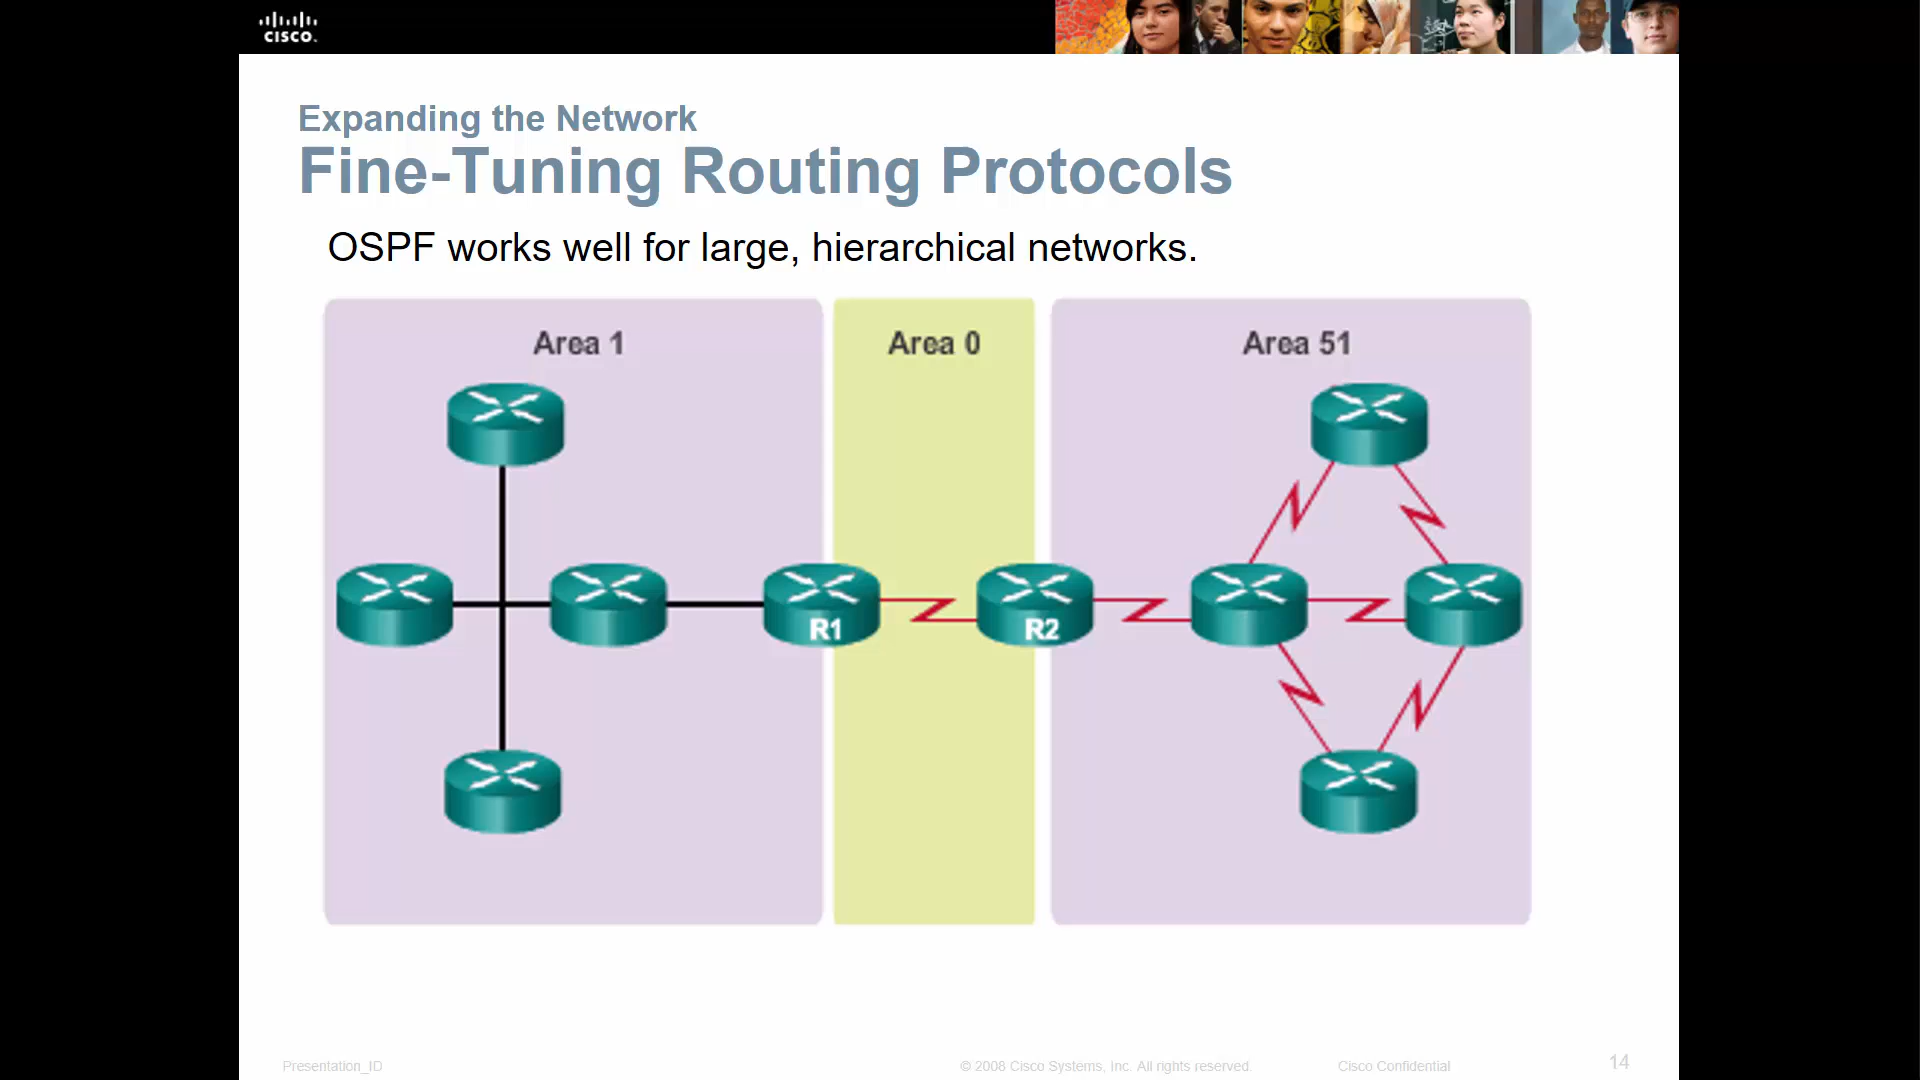 CISCO.
Expanding the Network
Fine-Tuning Routing Protocols
OSPF works well for large, hierarchical networks.
Area 1
Area 0
Area 51
R1
R2
Presentation_ID
© 2008 Cisco Systems, Inc. All rights reserved.
Cisco Confidential
14